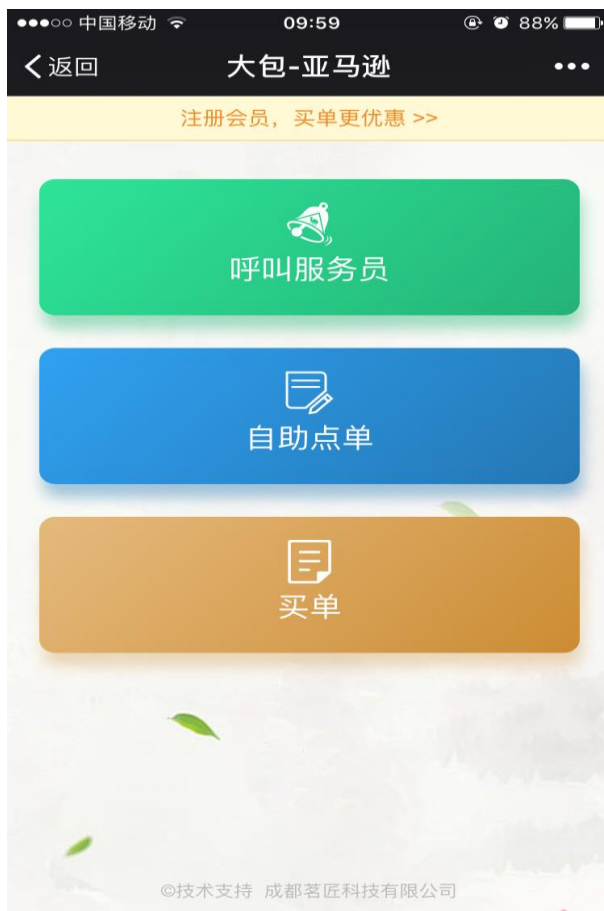 ●●●○○ 中国移动 09:59 88%
返回 大包-亚马逊 •••
注册会员，买单更优惠 >>
呼叫服务员
自助点单
买单
©技术支持 成都茗匠科技有限公司